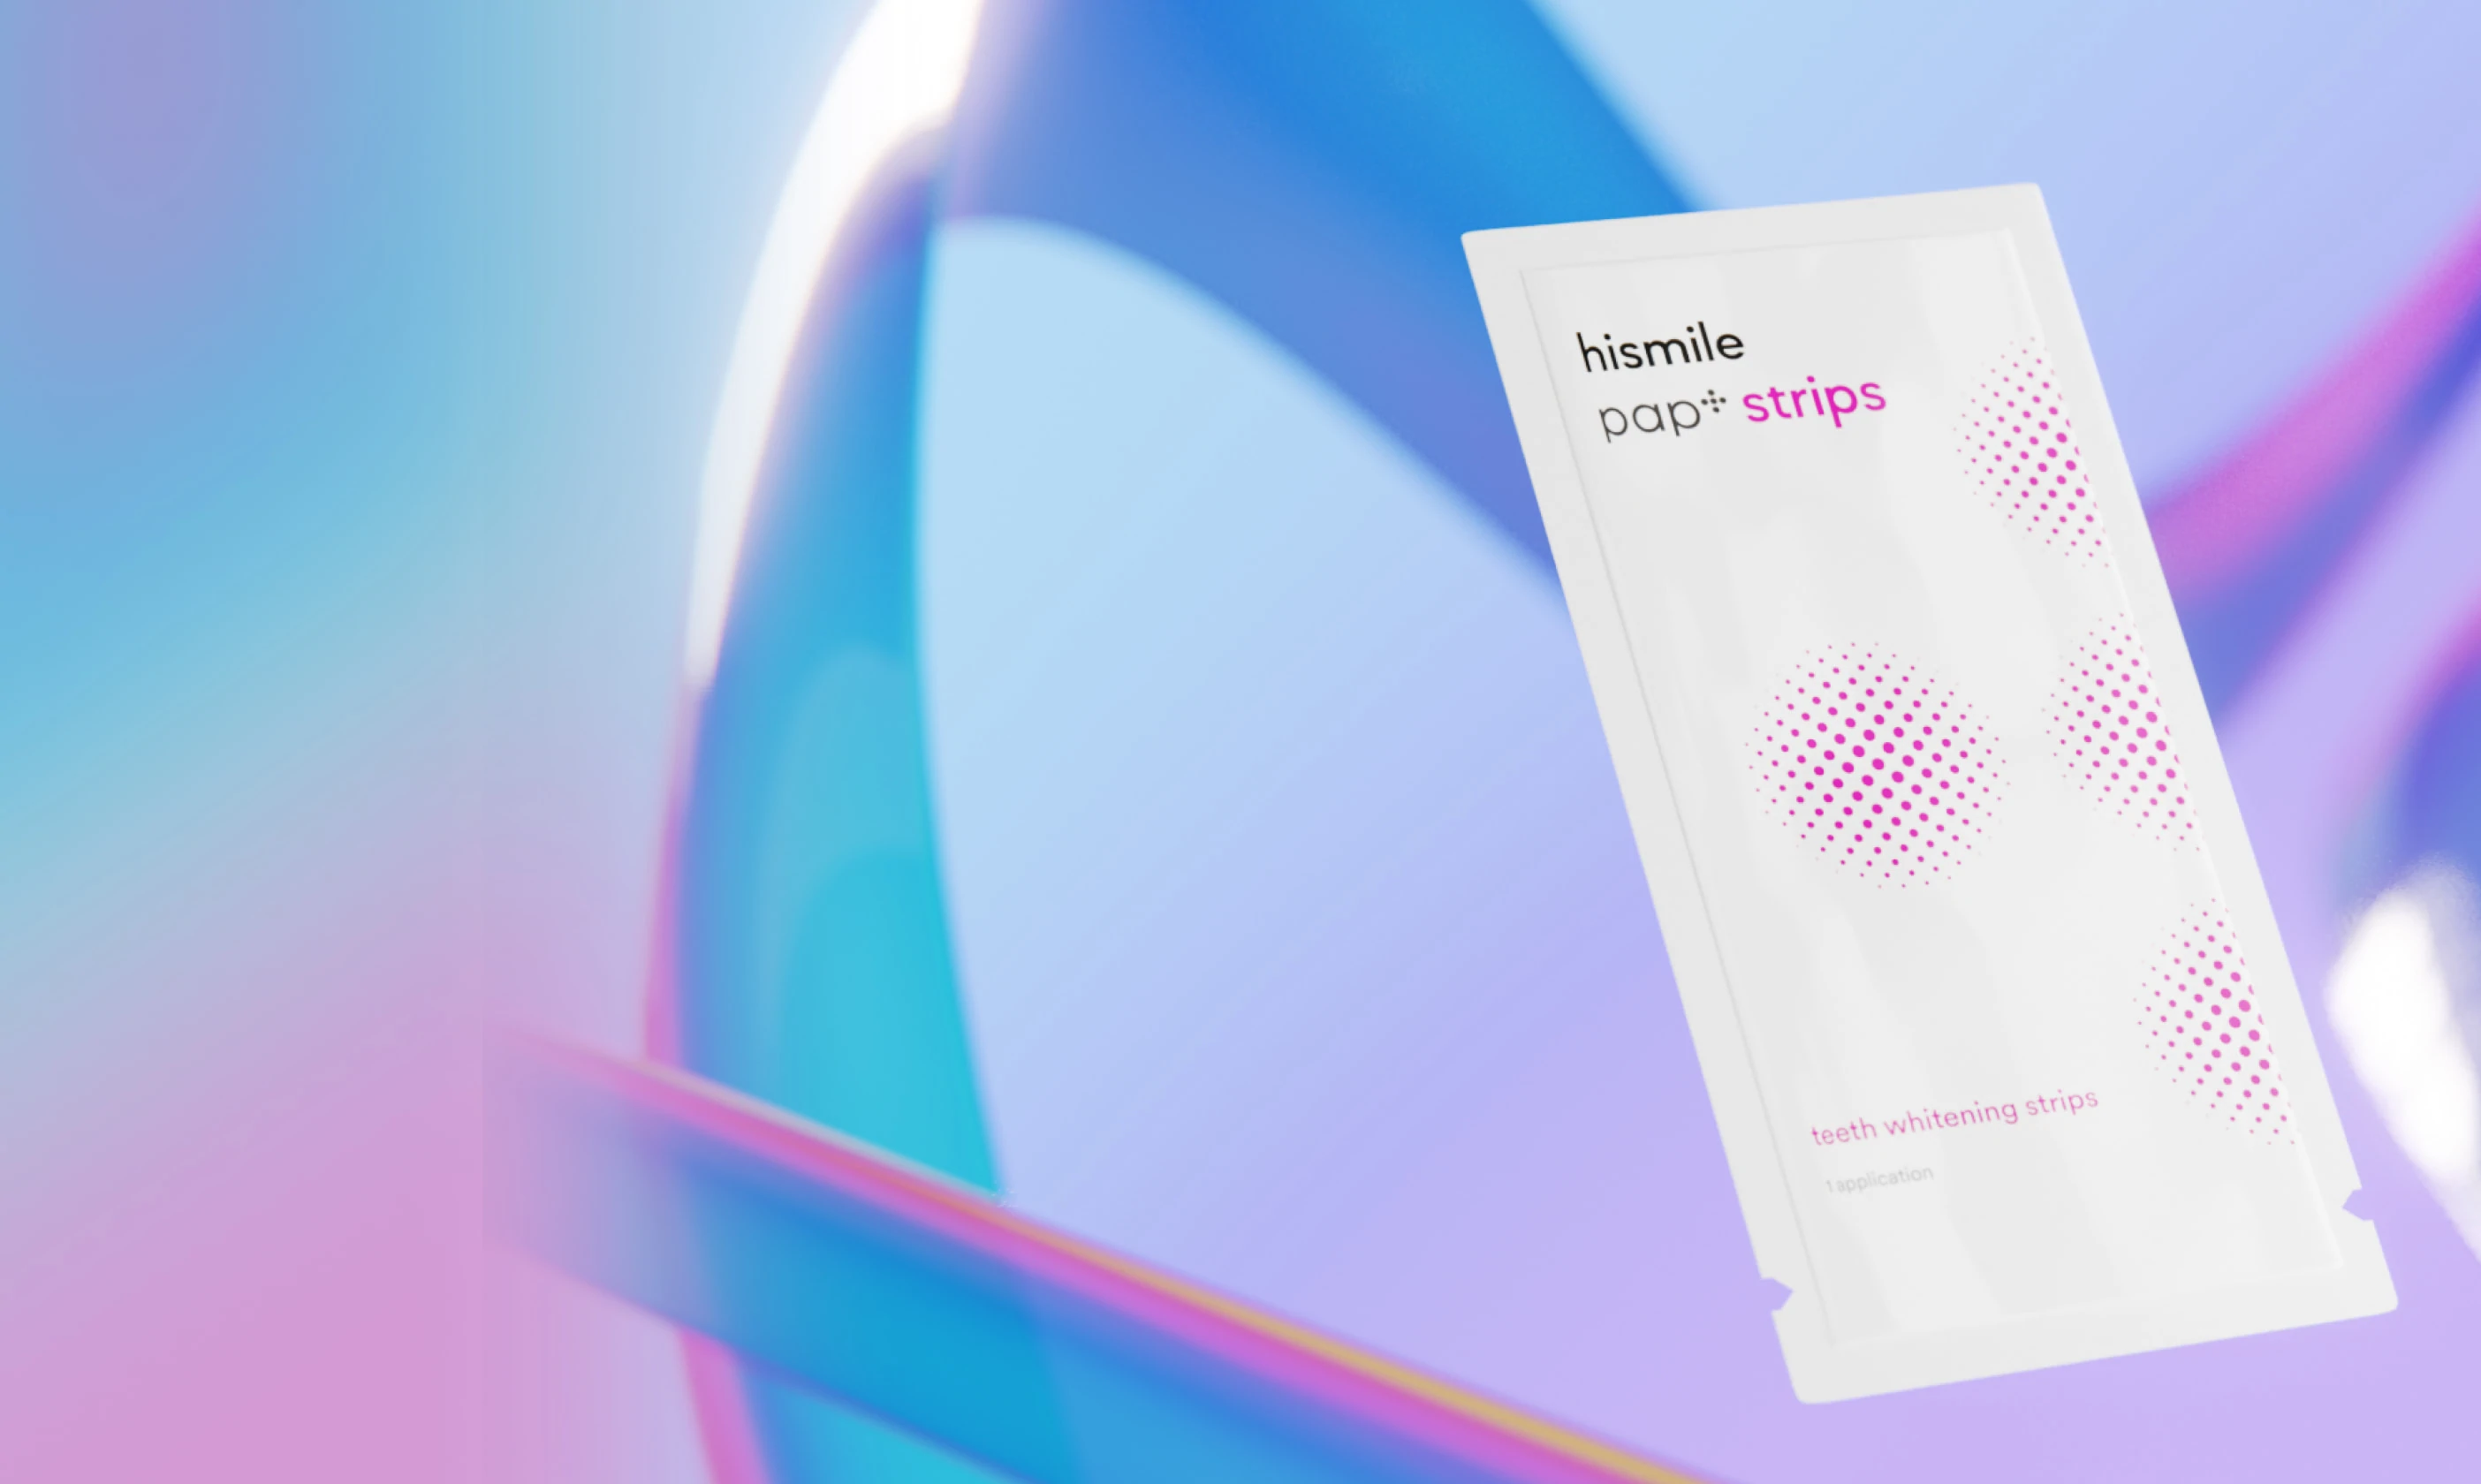 hismile
pap⁘ strips
teeth whitening strips
1 application